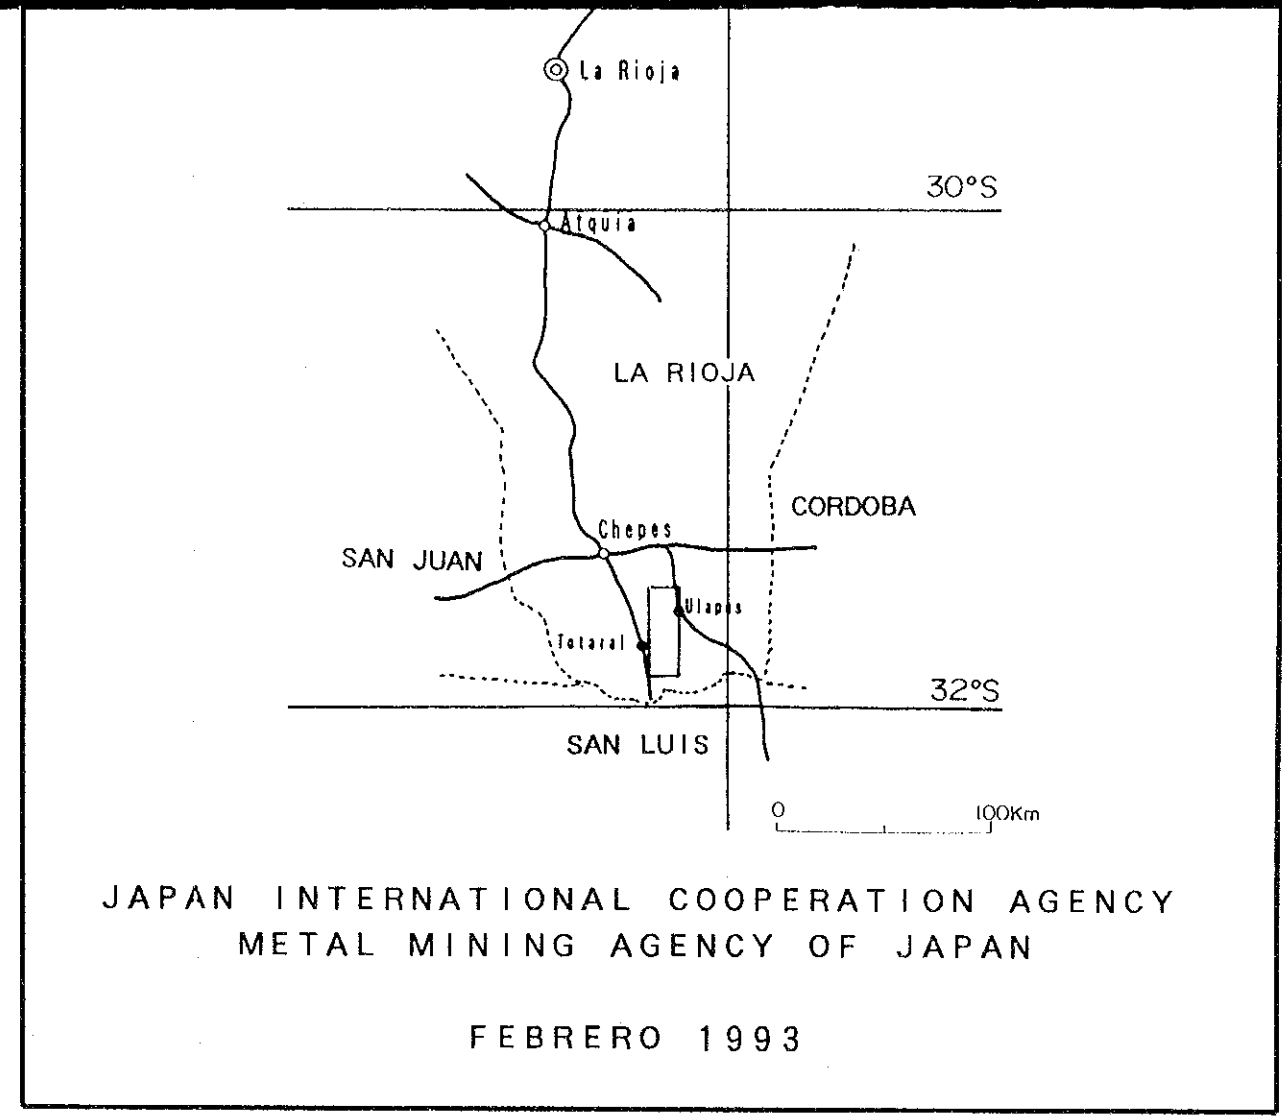 La Rioja
30°S
Atquia
LA RIOJA
CORDOBA
Chepes
SAN JUAN
Ulapes
Totaral
32°S
SAN LUIS
0 100Km
JAPAN INTERNATIONAL COOPERATION AGENCY
METAL MINING AGENCY OF JAPAN
FEBRERO 1993